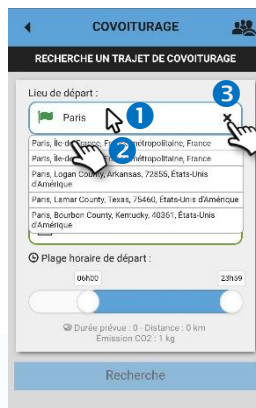 COVOITURAGE
RECHERCHE UN TRAJET DE COVOITURAGE
Lieu de départ :
3
Paris
1
Paris, Île-de-France, France métropolitaine, France
2
Paris, Île-de- métropolitaine, France
Paris, Logan County, Arkansas, 72855, États-Unis
d'Amérique
Paris, Lamar County, Texas, 75460, États-Unis d'Amérique
Paris, Bourbon County, Kentucky, 40361, États-Unis
d'Amérique
Plage horaire de départ :
06h00 23h59
Durée prévue : 0 - Distance : 0 km
Emission CO2 : 1 kg
Recherche